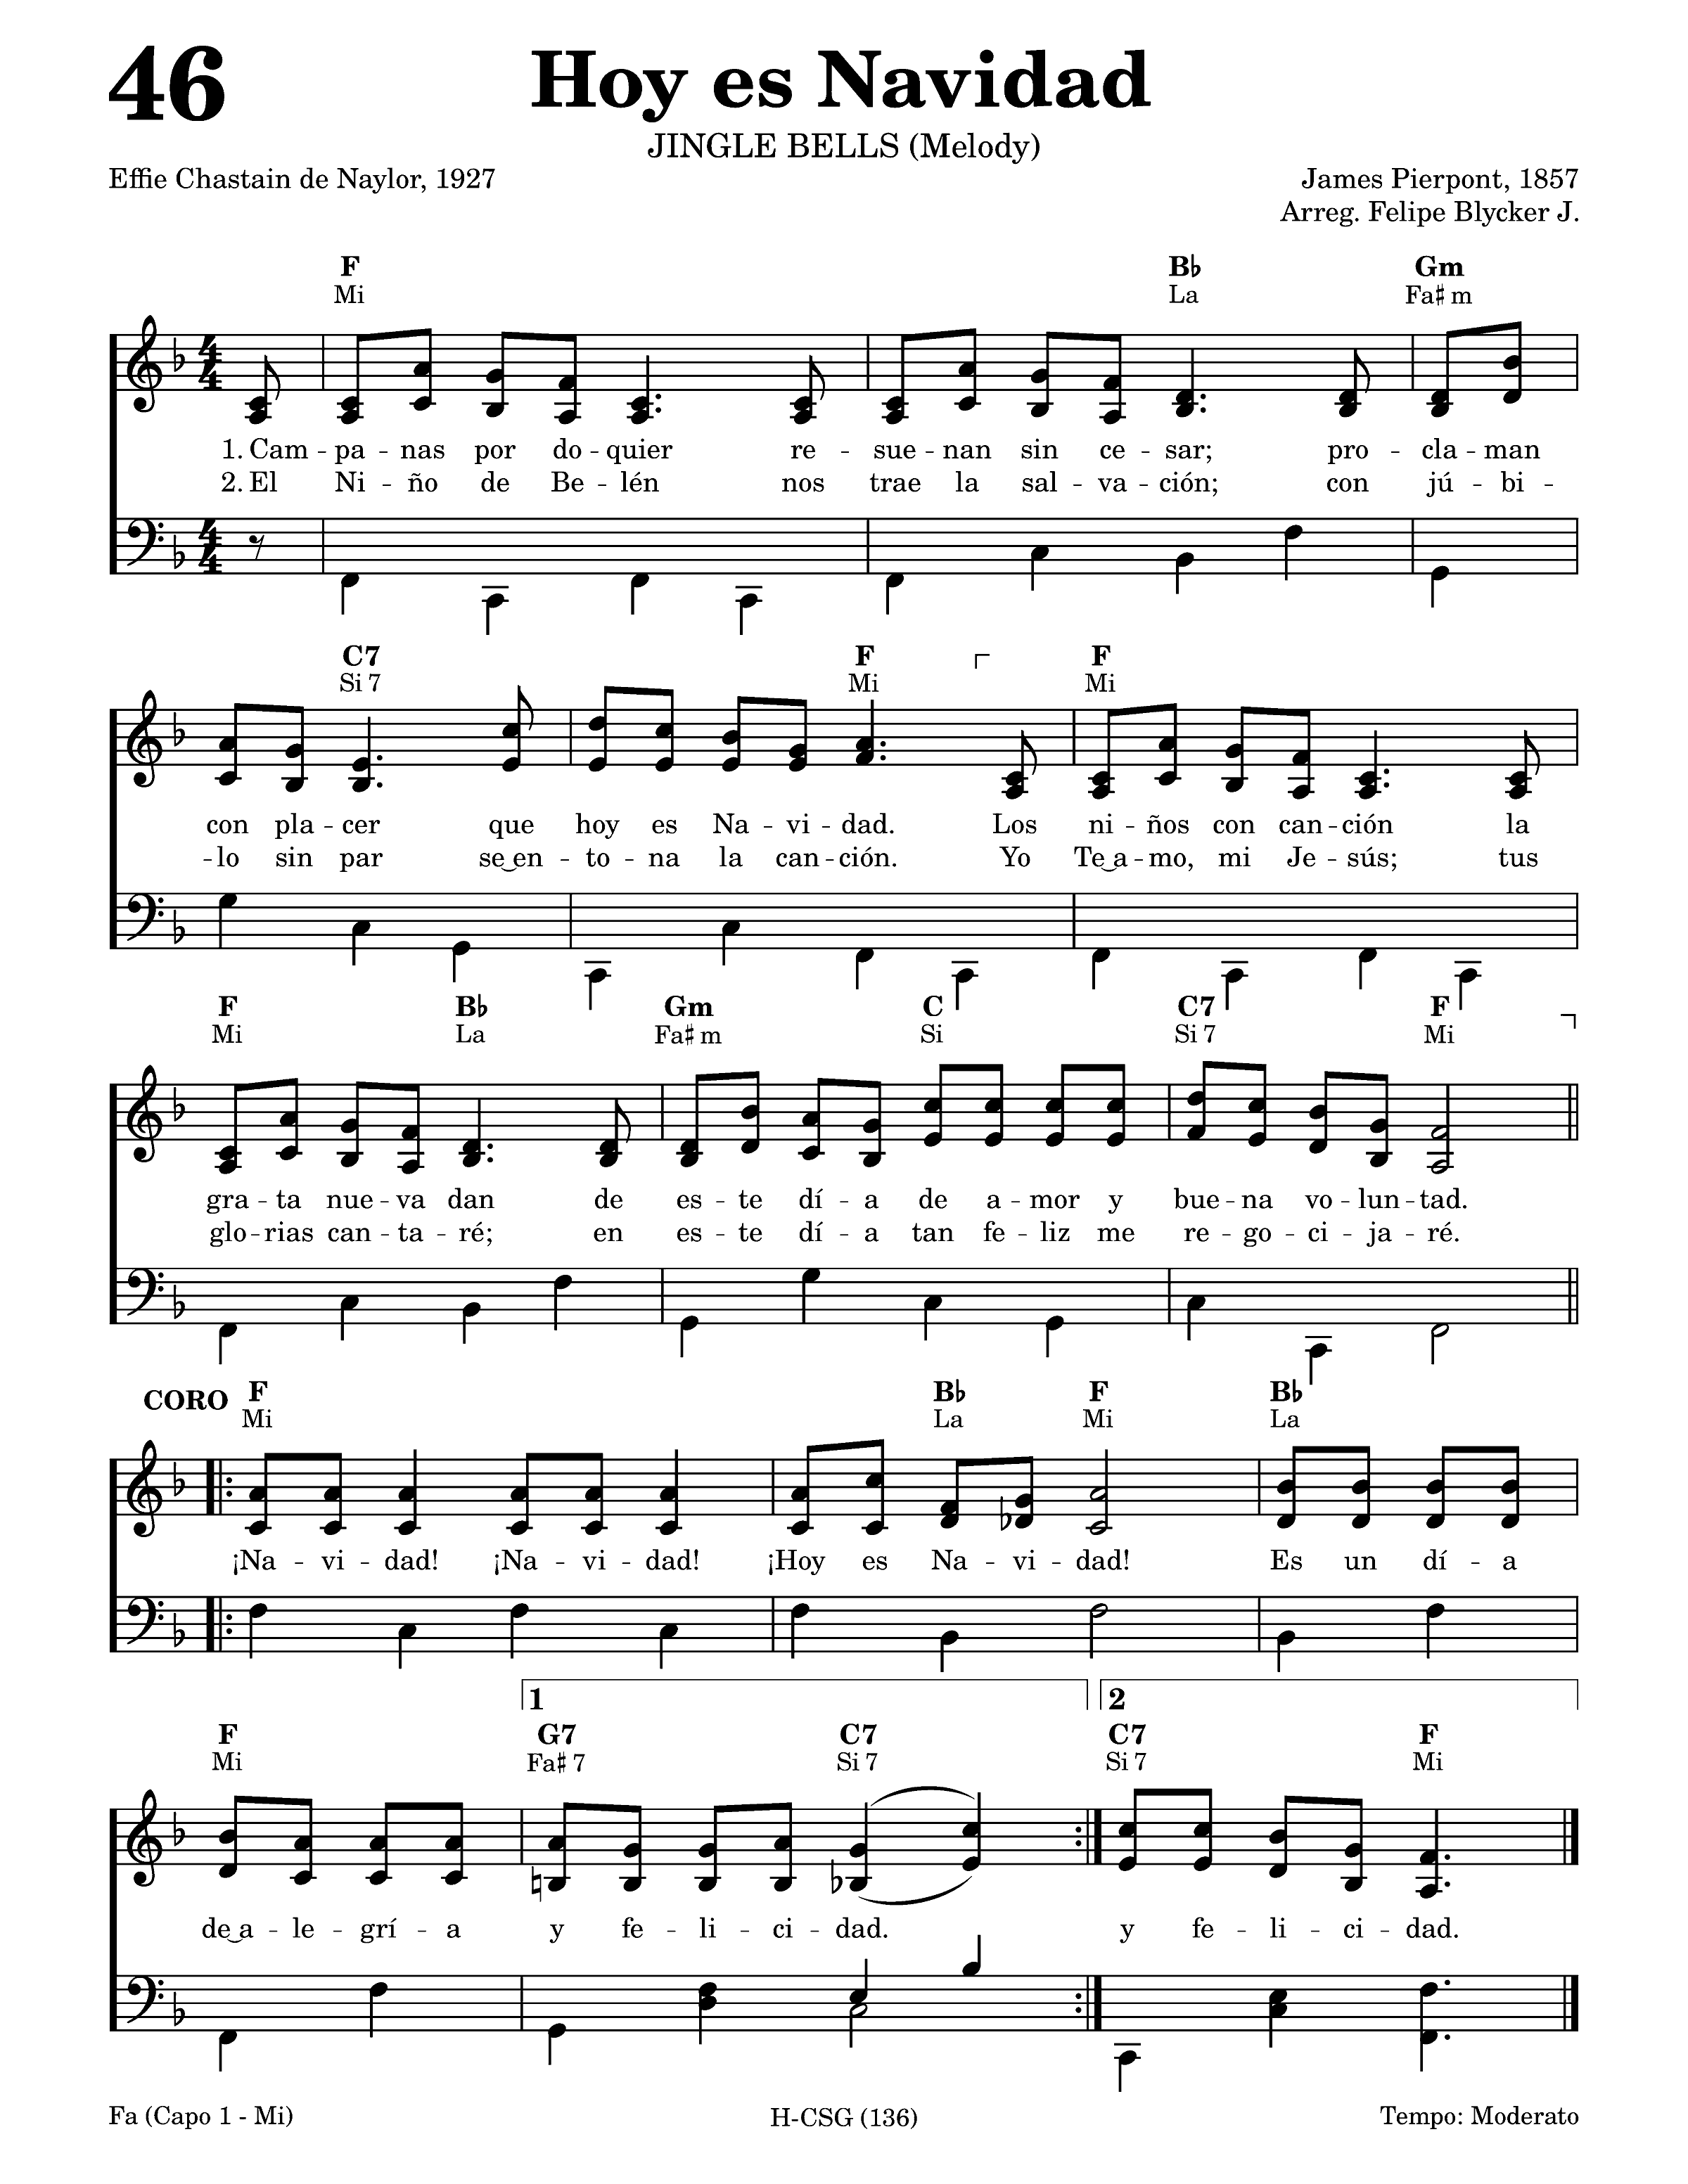 46
Hoy es Navidad
JINGLE BELLS (Melody)
Effie Chastain de Naylor, 1927
James Pierpont, 1857
Arreg. Felipe Blycker J.
F B♭ Gm
Mi La Fa♯ m
1. Cam – pa – nas por do – quier re – sue – nan sin ce – sar; pro – cla – man
2. El Ni – ño de Be – lén nos trae la sal – va – ción; con jú – bi –
C7 F F
Si 7 Mi Mi
con pla – cer que hoy es Na – vi – dad. Los ni – ños con can – ción la
– lo sin par se‿en – to – na la can – ción. Yo Te‿a – mo, mi Je – sús; tus
F B♭ Gm C C7 F
Mi La Fa♯ m Si Si 7 Mi
gra – ta nue – va dan de es – te dí – a de a – mor y bue – na vo – lun – tad.
glo – rias can – ta – ré; en es – te dí – a tan fe – liz me re – go – ci – ja – ré.
CORO F B♭ F B♭
Mi La Mi La
¡Na – vi – dad! ¡Na – vi – dad! ¡Hoy es Na – vi – dad! Es un dí – a
1 2
F G7 C7 C7 F
Mi Fa♯ 7 Si 7 Si 7 Mi
de‿a – le – grí – a y fe – li – ci – dad. y fe – li – ci – dad.
Fa (Capo 1 - Mi)
H-CSG (136)
Tempo: Moderato